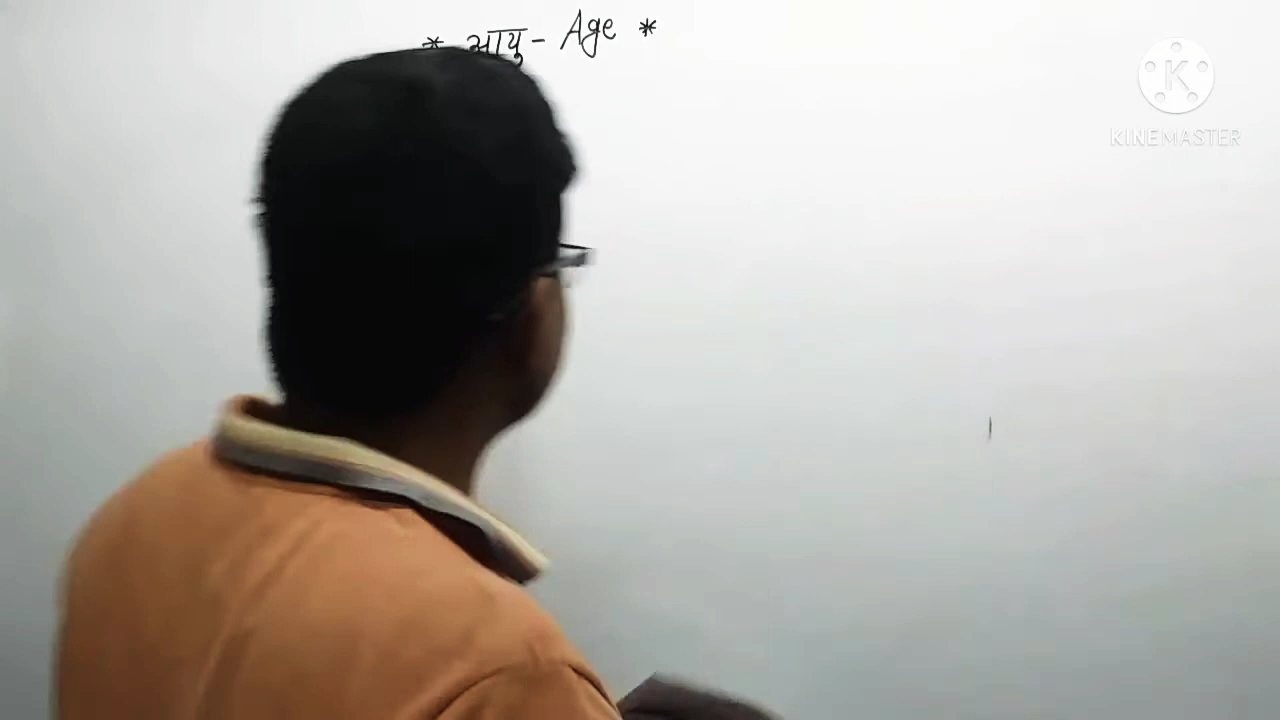 * आयु - Age *
K
KINEMASTER